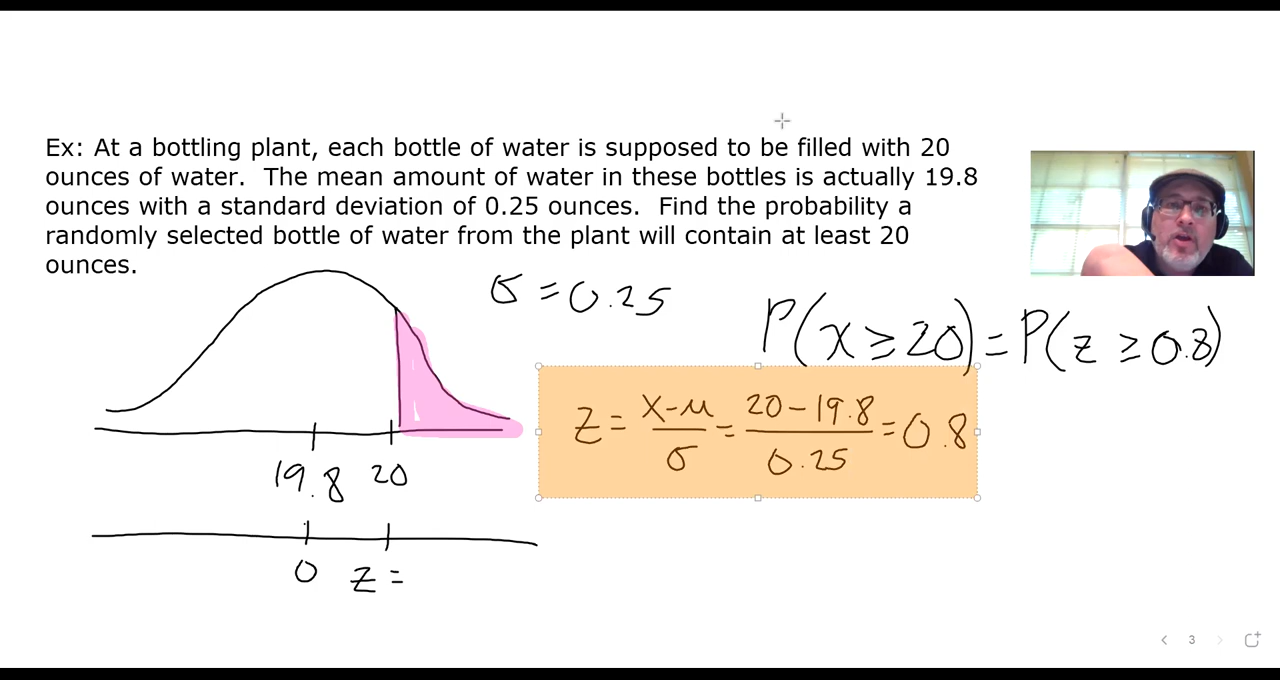 Ex: At a bottling plant, each bottle of water is supposed to be filled with 20
ounces of water. The mean amount of water in these bottles is actually 19.8
ounces with a standard deviation of 0.25 ounces. Find the probability a
randomly selected bottle of water from the plant will contain at least 20
ounces.
σ = 0.25
P(x ≥ 20) = P(z ≥ 0.8)
z = x-μ/σ = 20-19.8/0.25 = 0.8
19.8 20
0 z =
3